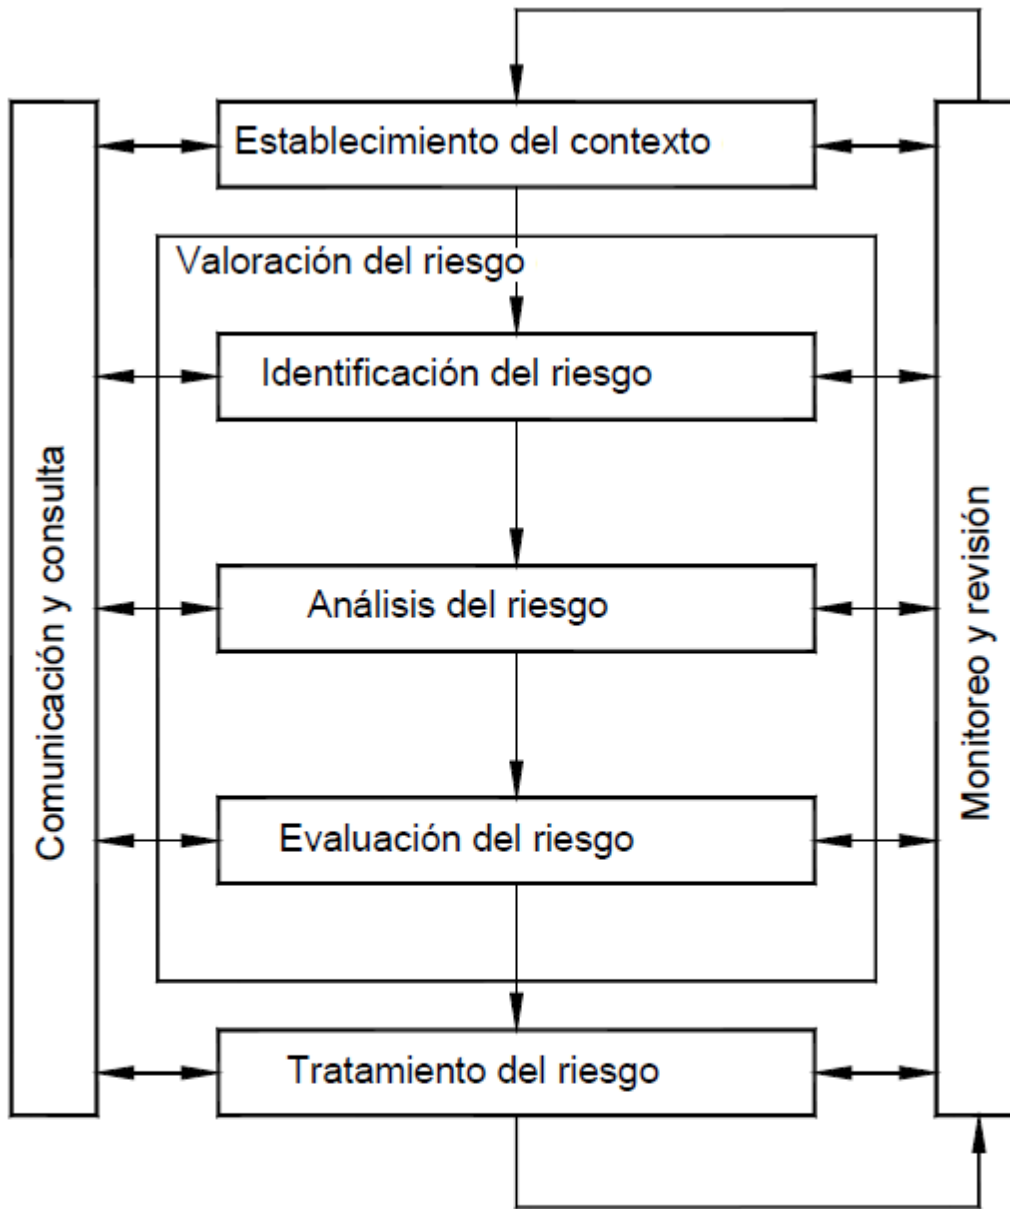 Establecimiento del contexto
Valoración del riesgo
Identificación del riesgo
Análisis del riesgo
Evaluación del riesgo
Tratamiento del riesgo
Comunicación y consulta
Monitoreo y revisión